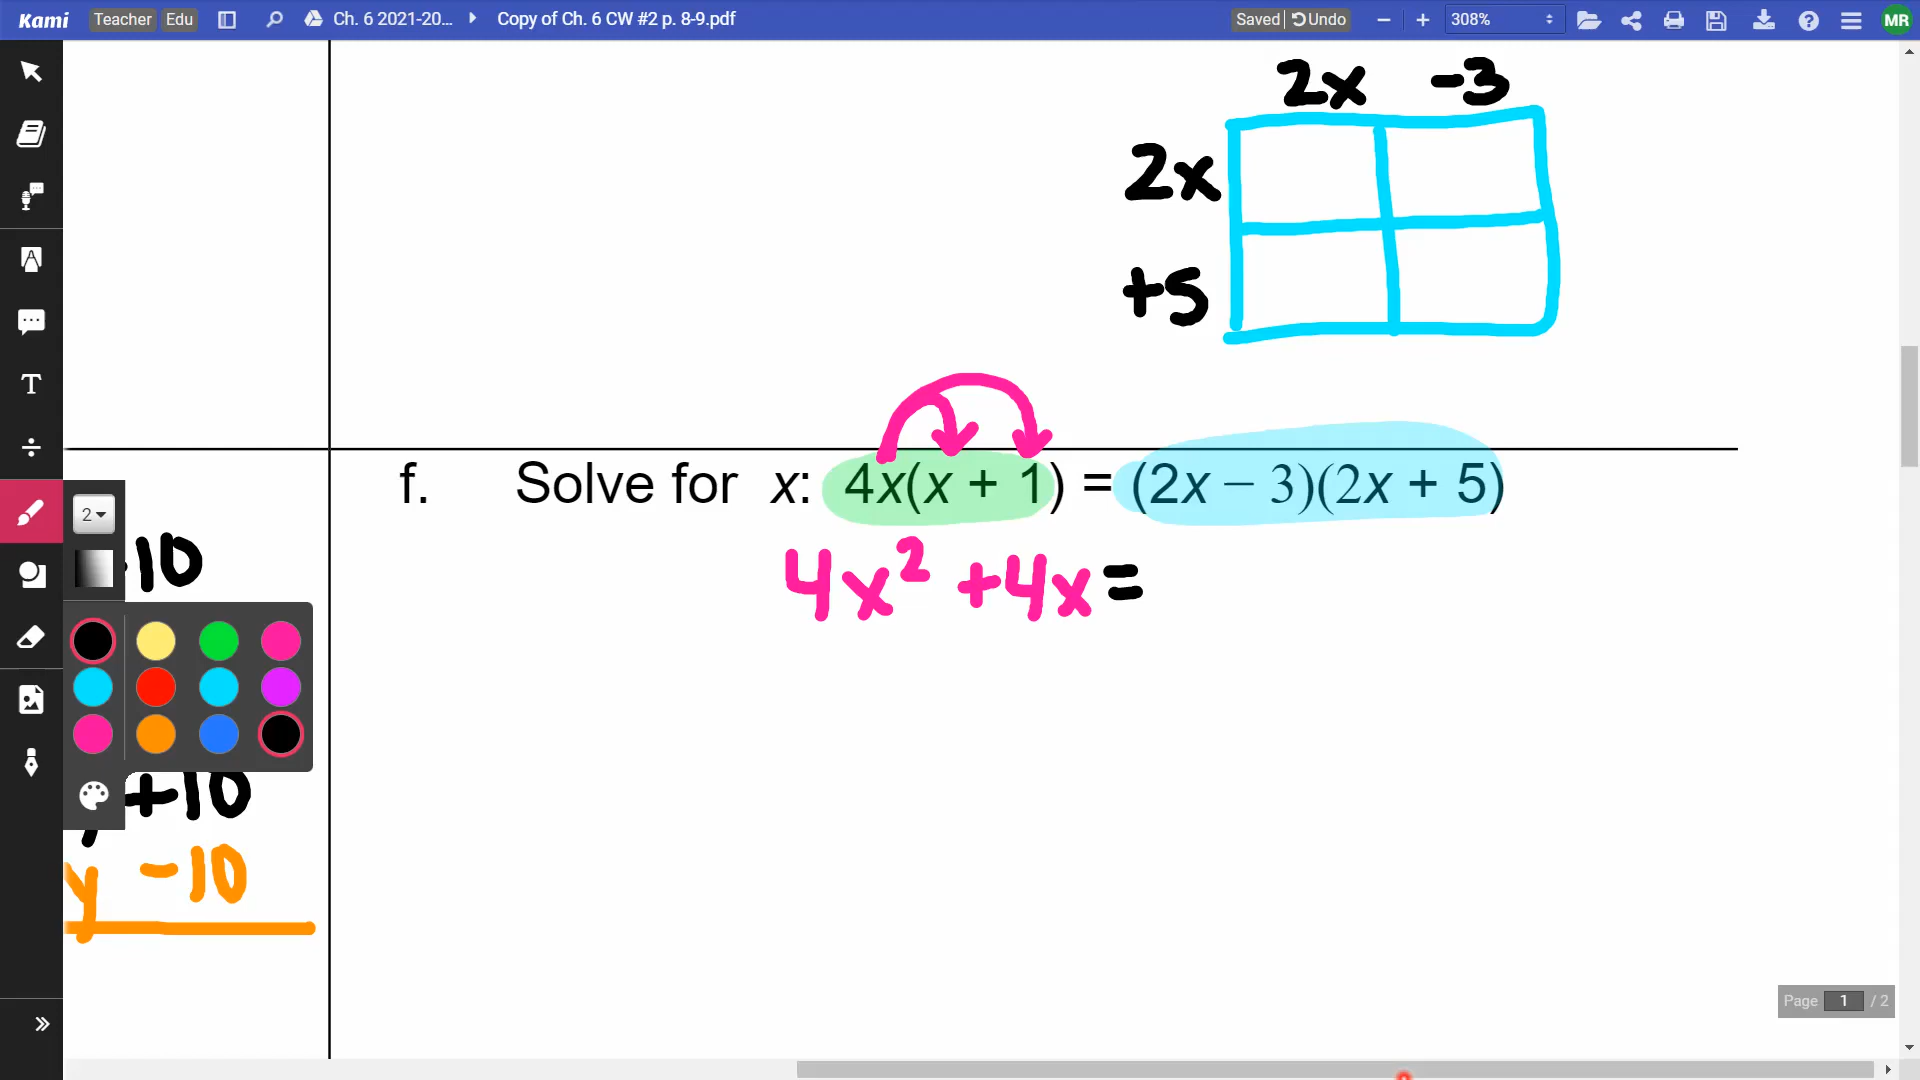 Kami Teacher Edu Ch. 6 2021-20... Copy of Ch. 6 CW #2 p. 8-9.pdf Saved Undo 308% MR
2x -3
2x
+5
f. Solve for x: 4x(x + 1) = (2x − 3)(2x + 5)
4x² +4x =
2
-10
+10
y -10
Page 1 / 2